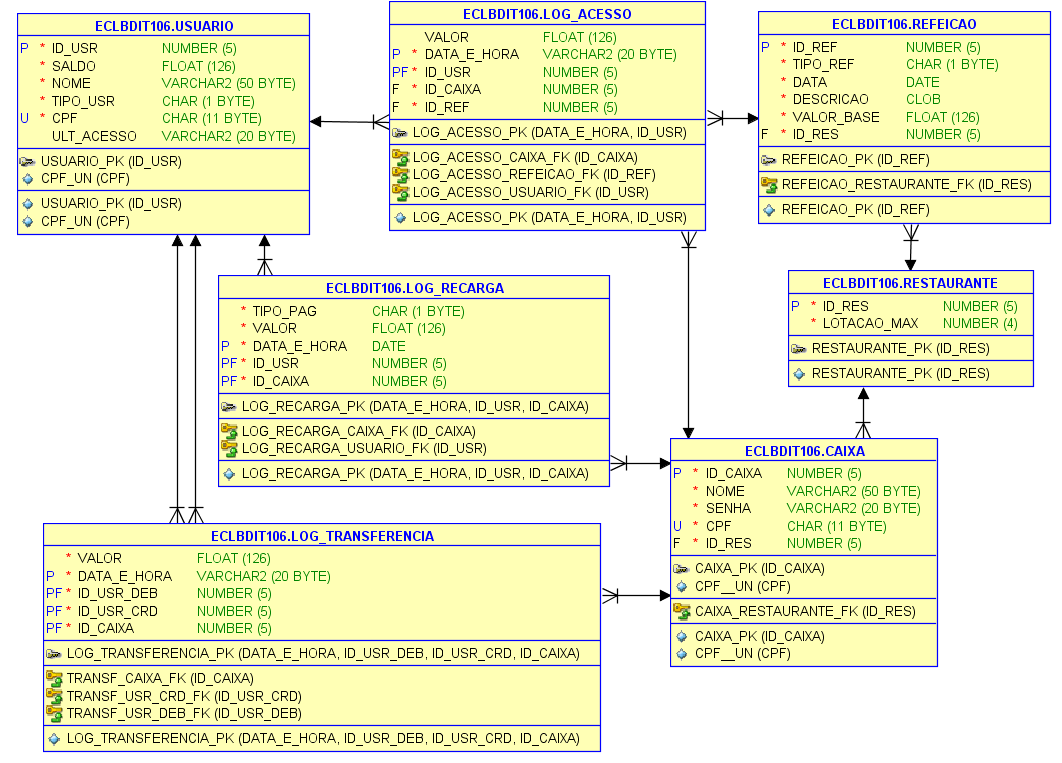 ECLBDIT106.USUARIO
P * ID_USR NUMBER (5)
* SALDO FLOAT (126)
* NOME VARCHAR2 (50 BYTE)
* TIPO_USR CHAR (1 BYTE)
U * CPF CHAR (11 BYTE)
ULT_ACESSO VARCHAR2 (20 BYTE)
USUARIO_PK (ID_USR)
CPF_UN (CPF)
USUARIO_PK (ID_USR)
CPF_UN (CPF)
ECLBDIT106.LOG_ACESSO
VALOR FLOAT (126)
P * DATA_E_HORA VARCHAR2 (20 BYTE)
PF * ID_USR NUMBER (5)
F * ID_CAIXA NUMBER (5)
F * ID_REF NUMBER (5)
LOG_ACESSO_PK (DATA_E_HORA, ID_USR)
LOG_ACESSO_CAIXA_FK (ID_CAIXA)
LOG_ACESSO_REFEICAO_FK (ID_REF)
LOG_ACESSO_USUARIO_FK (ID_USR)
LOG_ACESSO_PK (DATA_E_HORA, ID_USR)
ECLBDIT106.REFEICAO
P * ID_REF NUMBER (5)
* TIPO_REF CHAR (1 BYTE)
* DATA DATE
* DESCRICAO CLOB
* VALOR_BASE FLOAT (126)
F * ID_RES NUMBER (5)
REFEICAO_PK (ID_REF)
REFEICAO_RESTAURANTE_FK (ID_RES)
REFEICAO_PK (ID_REF)
ECLBDIT106.LOG_RECARGA
* TIPO_PAG CHAR (1 BYTE)
* VALOR FLOAT (126)
P * DATA_E_HORA DATE
PF * ID_USR NUMBER (5)
PF * ID_CAIXA NUMBER (5)
LOG_RECARGA_PK (DATA_E_HORA, ID_USR, ID_CAIXA)
LOG_RECARGA_CAIXA_FK (ID_CAIXA)
LOG_RECARGA_USUARIO_FK (ID_USR)
LOG_RECARGA_PK (DATA_E_HORA, ID_USR, ID_CAIXA)
ECLBDIT106.RESTAURANTE
P * ID_RES NUMBER (5)
* LOTACAO_MAX NUMBER (4)
RESTAURANTE_PK (ID_RES)
RESTAURANTE_PK (ID_RES)
ECLBDIT106.CAIXA
P * ID_CAIXA NUMBER (5)
* NOME VARCHAR2 (50 BYTE)
* SENHA VARCHAR2 (20 BYTE)
U * CPF CHAR (11 BYTE)
F * ID_RES NUMBER (5)
CAIXA_PK (ID_CAIXA)
CPF__UN (CPF)
CAIXA_RESTAURANTE_FK (ID_RES)
CAIXA_PK (ID_CAIXA)
CPF__UN (CPF)
ECLBDIT106.LOG_TRANSFERENCIA
* VALOR FLOAT (126)
P * DATA_E_HORA VARCHAR2 (20 BYTE)
PF * ID_USR_DEB NUMBER (5)
PF * ID_USR_CRD NUMBER (5)
PF * ID_CAIXA NUMBER (5)
LOG_TRANSFERENCIA_PK (DATA_E_HORA, ID_USR_DEB, ID_USR_CRD, ID_CAIXA)
TRANSF_CAIXA_FK (ID_CAIXA)
TRANSF_USR_CRD_FK (ID_USR_CRD)
TRANSF_USR_DEB_FK (ID_USR_DEB)
LOG_TRANSFERENCIA_PK (DATA_E_HORA, ID_USR_DEB, ID_USR_CRD, ID_CAIXA)